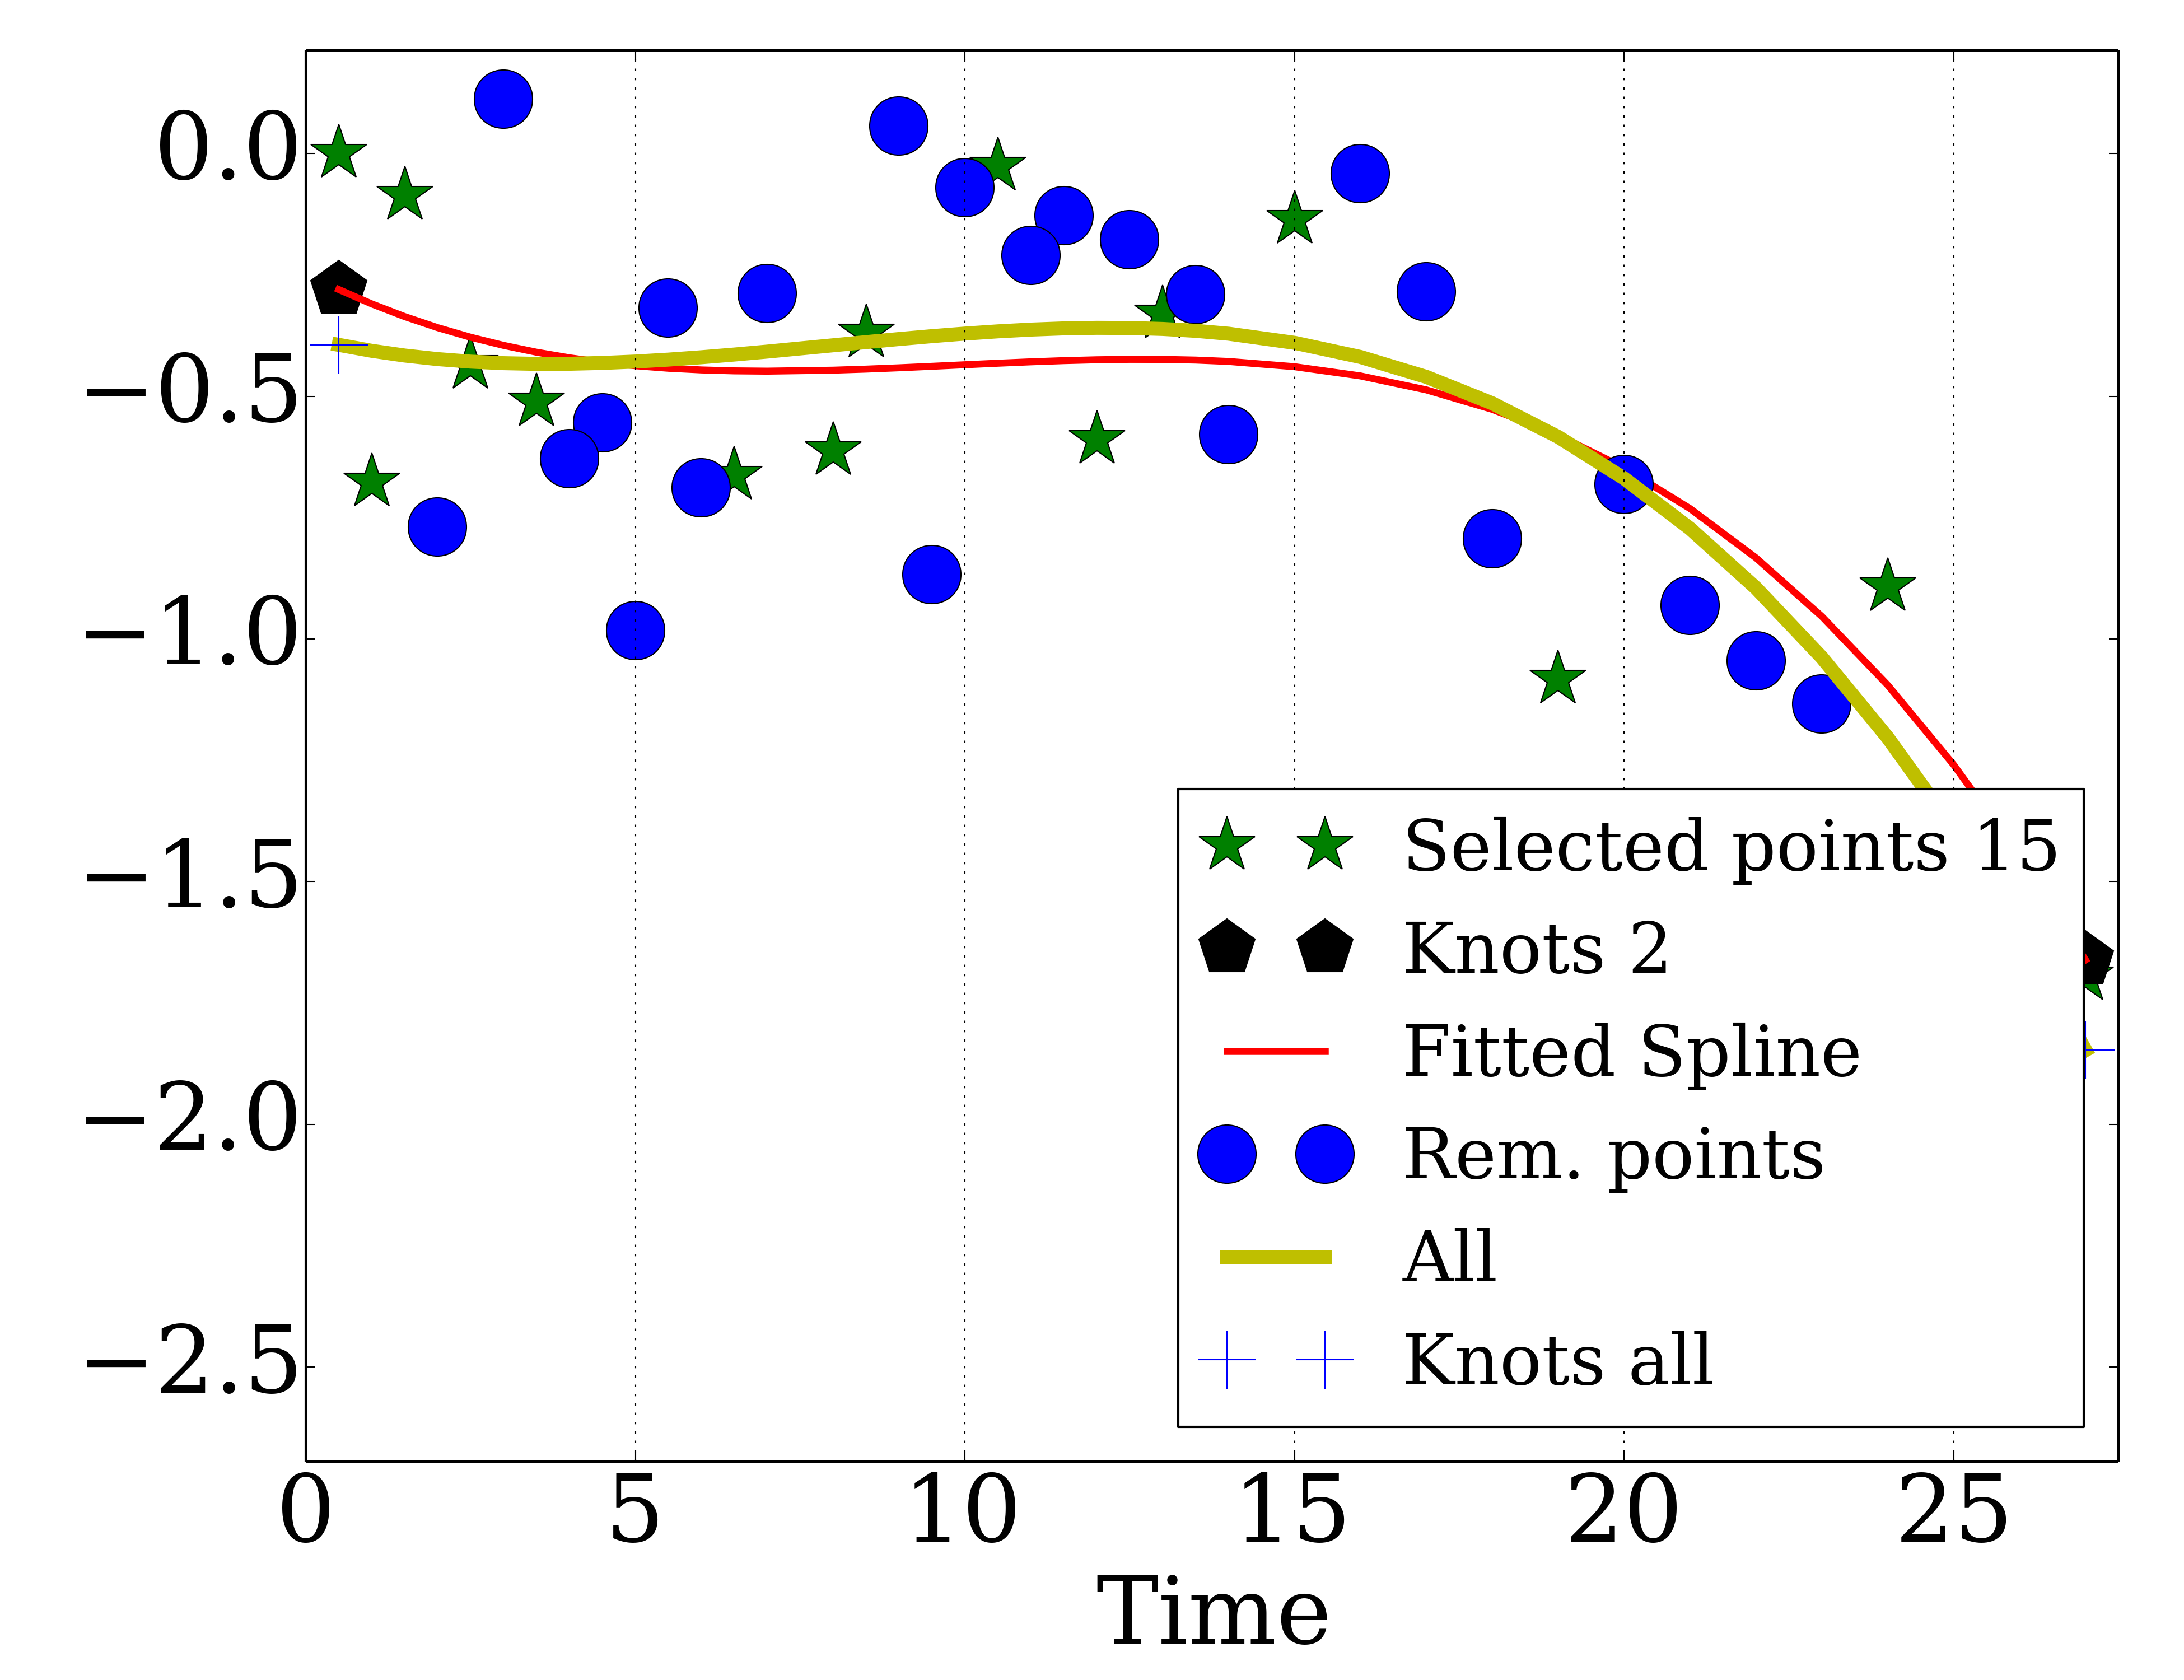 0.0
−0.5
−1.0
−1.5
−2.0
−2.5
Selected points 15
Knots 2
Fitted Spline
Rem. points
All
Knots all
0 5 10 15 20 25
Time